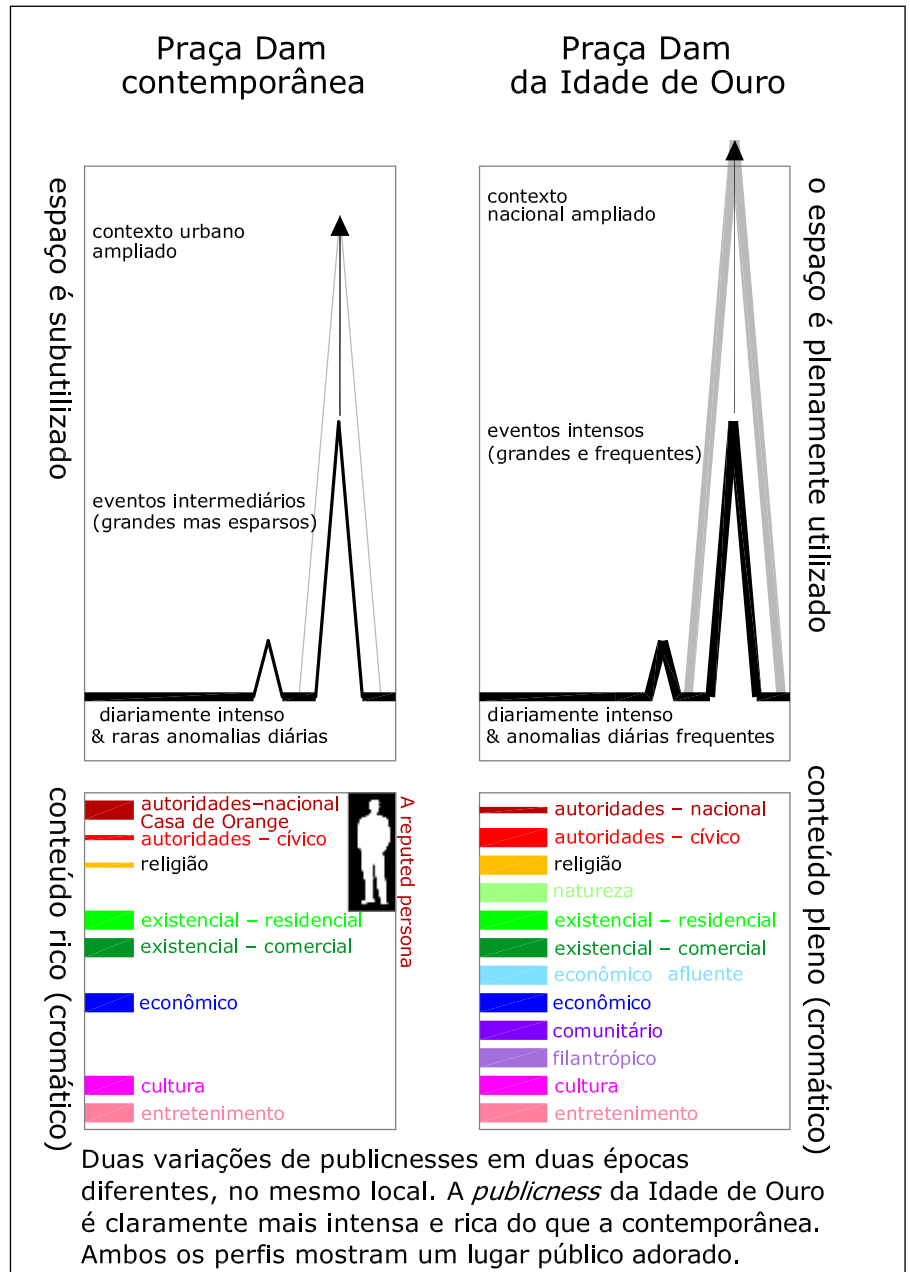 Praça Dam
contemporânea
espaço é subutilizado
contexto urbano
ampliado
eventos intermediários
(grandes mas esparsos)
diariamente intenso
& raras anomalias diárias
conteúdo rico (cromático)
autoridades–nacional
Casa de Orange
autoridades – cívico
religião
existencial – residencial
existencial – comercial
econômico
cultura
entretenimento
A reputed persona
Praça Dam
da Idade de Ouro
contexto
nacional ampliado
eventos intensos
(grandes e frequentes)
diariamente intenso
& anomalias diárias frequentes
o espaço é plenamente utilizado
autoridades – nacional
autoridades – cívico
religião
natureza
existencial – residencial
existencial – comercial
econômico afluente
econômico
comunitário
filantrópico
cultura
entretenimento
conteúdo pleno (cromático)
Duas variações de publicnesses em duas épocas
diferentes, no mesmo local. A publicness da Idade de Ouro
é claramente mais intensa e rica do que a contemporânea.
Ambos os perfis mostram um lugar público adorado.